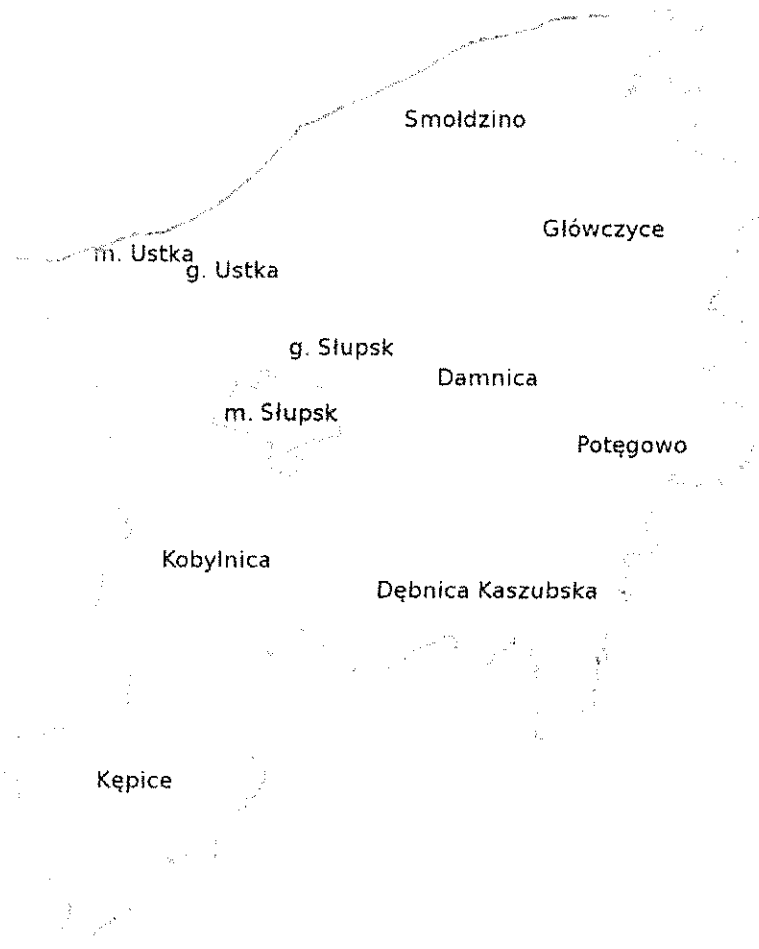 Smołdzino
Główczyce
m. Ustka
g. Ustka
g. Słupsk
Damnica
m. Słupsk
Potęgowo
Kobylnica
Dębnica Kaszubska
Kępice